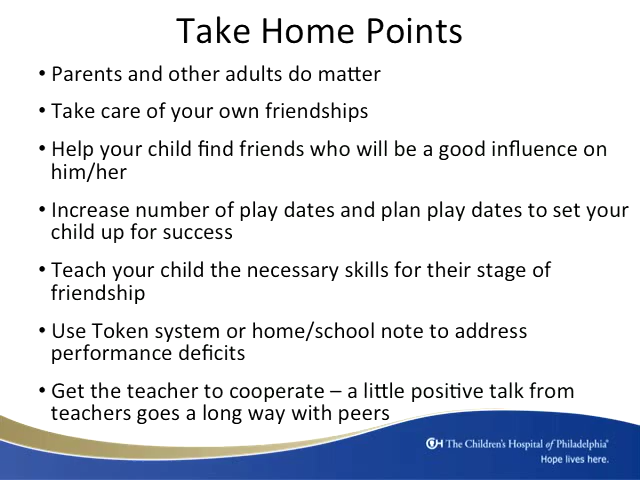 Take Home Points
• Parents and other adults do matter
• Take care of your own friendships
• Help your child find friends who will be a good influence on
him/her
• Increase number of play dates and plan play dates to set your
child up for success
• Teach your child the necessary skills for their stage of
friendship
• Use Token system or home/school note to address
performance deficits
• Get the teacher to cooperate – a little positive talk from
teachers goes a long way with peers
The Children's Hospital of Philadelphia®
Hope lives here.